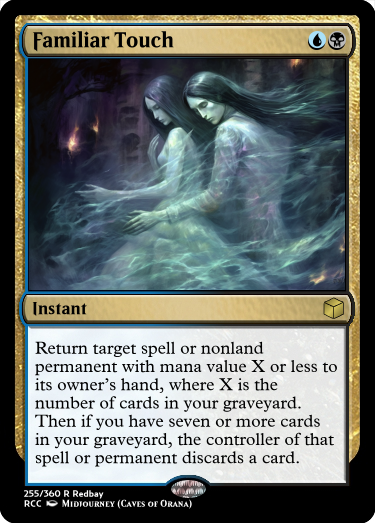 Familiar Touch
Instant
Return target spell or nonland
permanent with mana value X or less to
its owner's hand, where X is the
number of cards in your graveyard.
Then if you have seven or more cards
in your graveyard, the controller of that
spell or permanent discards a card.
255/360 R Redbay
RCC Midjourney (Caves of Orana)